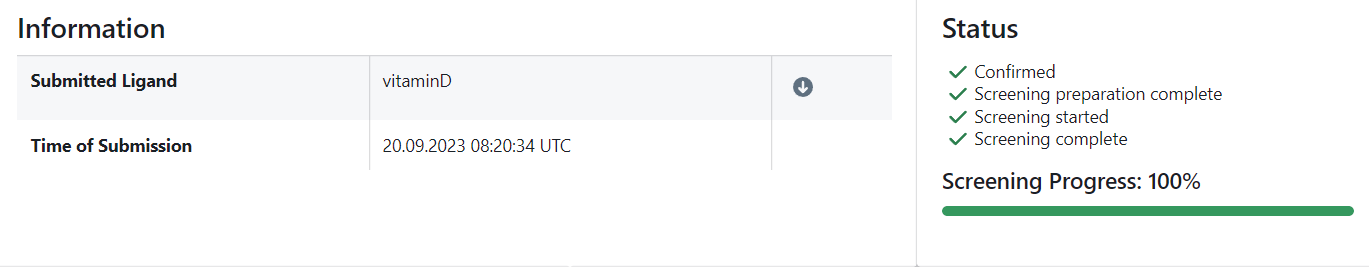 Information
Submitted Ligand vitaminD
Time of Submission 20.09.2023 08:20:34 UTC
Status
Confirmed
Screening preparation complete
Screening started
Screening complete
Screening Progress: 100%